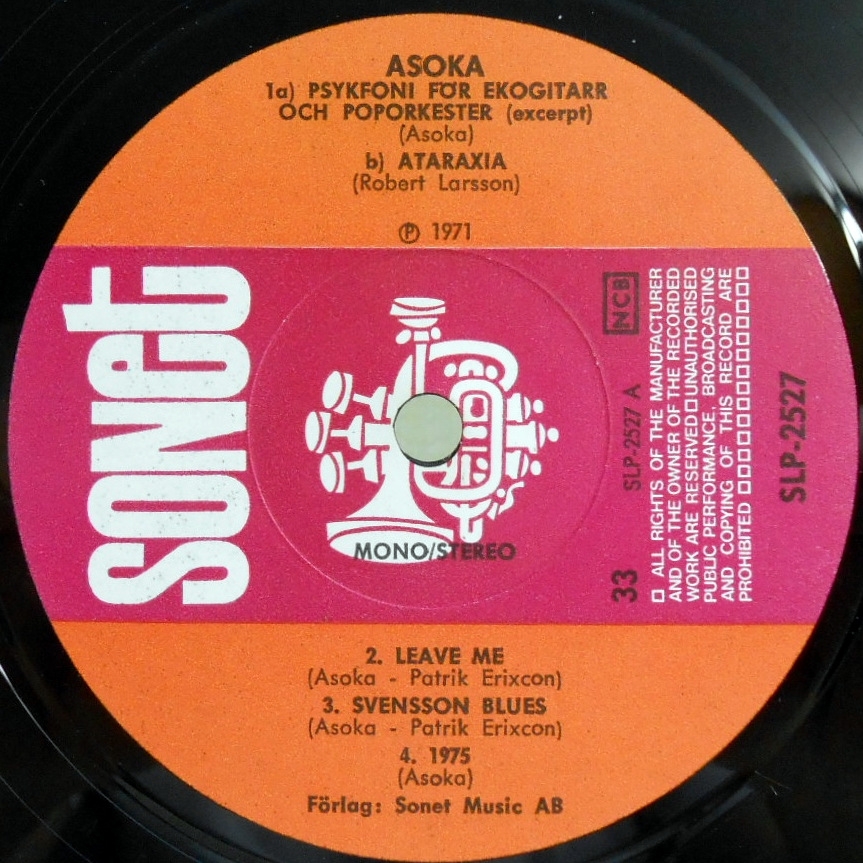 ASOKA
1a) PSYKFONI FÖR EKOGITARR
OCH POPORKESTER (excerpt)
(Asoka)
b) ATARAXIA
(Robert Larsson)
℗ 1971
SONET
MONO/STEREO
NCB
SLP-2527 A
33
□ ALL RIGHTS OF THE MANUFACTURER
AND OF THE OWNER OF THE RECORDED
WORK ARE RESERVED□UNAUTHORISED
PUBLIC PERFORMANCE, BROADCASTING
AND COPYING OF THIS RECORD ARE
PROHIBITED □□□□□□□□□□□□□□
SLP-2527
2. LEAVE ME
(Asoka - Patrik Erixcon)
3. SVENSSON BLUES
(Asoka - Patrik Erixcon)
4. 1975
(Asoka)
Förlag: Sonet Music AB